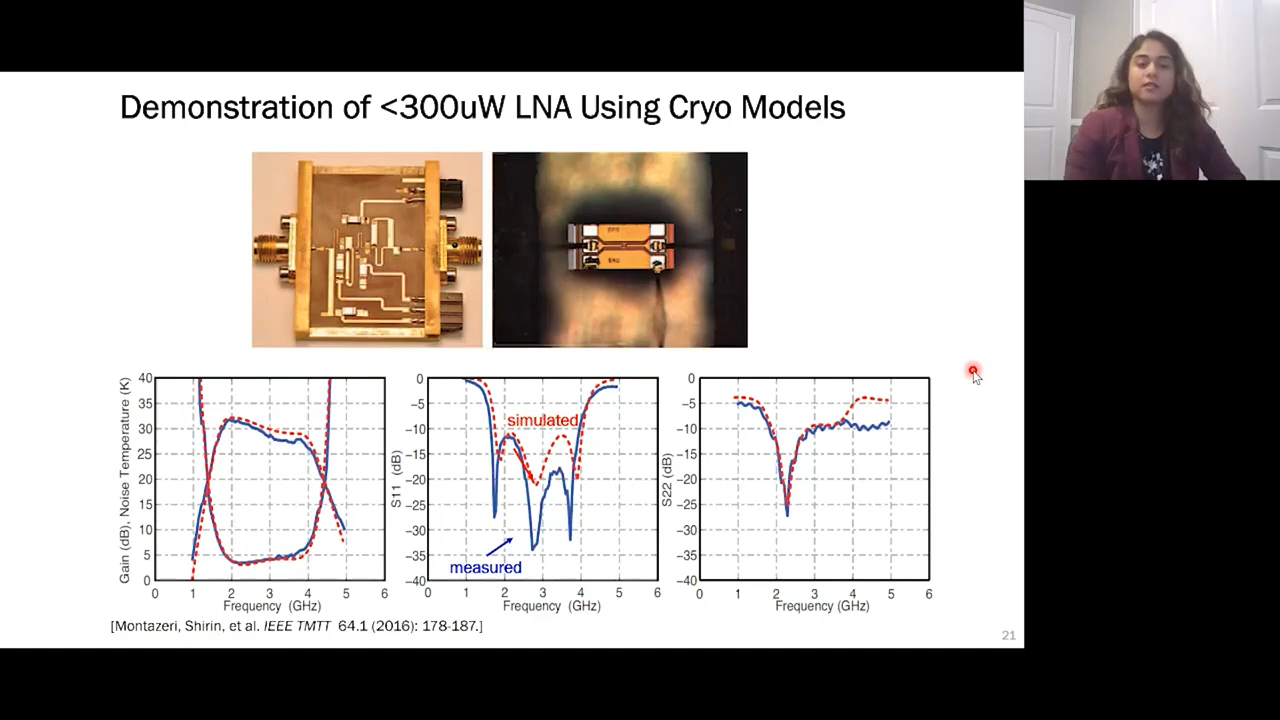 Demonstration of <300uW LNA Using Cryo Models
Gain (dB), Noise Temperature (K)
40
35
30
25
20
15
10
5
0
0 1 2 3 4 5 6
Frequency (GHz)
S11 (dB)
0
−5
−10
−15
−20
−25
−30
−35
−40
simulated
measured
0 1 2 3 4 5 6
Frequency (GHz)
S22 (dB)
0
−5
−10
−15
−20
−25
−30
−35
−40
0 1 2 3 4 5 6
Frequency (GHz)
[Montazeri, Shirin, et al. IEEE TMTT 64.1 (2016): 178-187.]
21